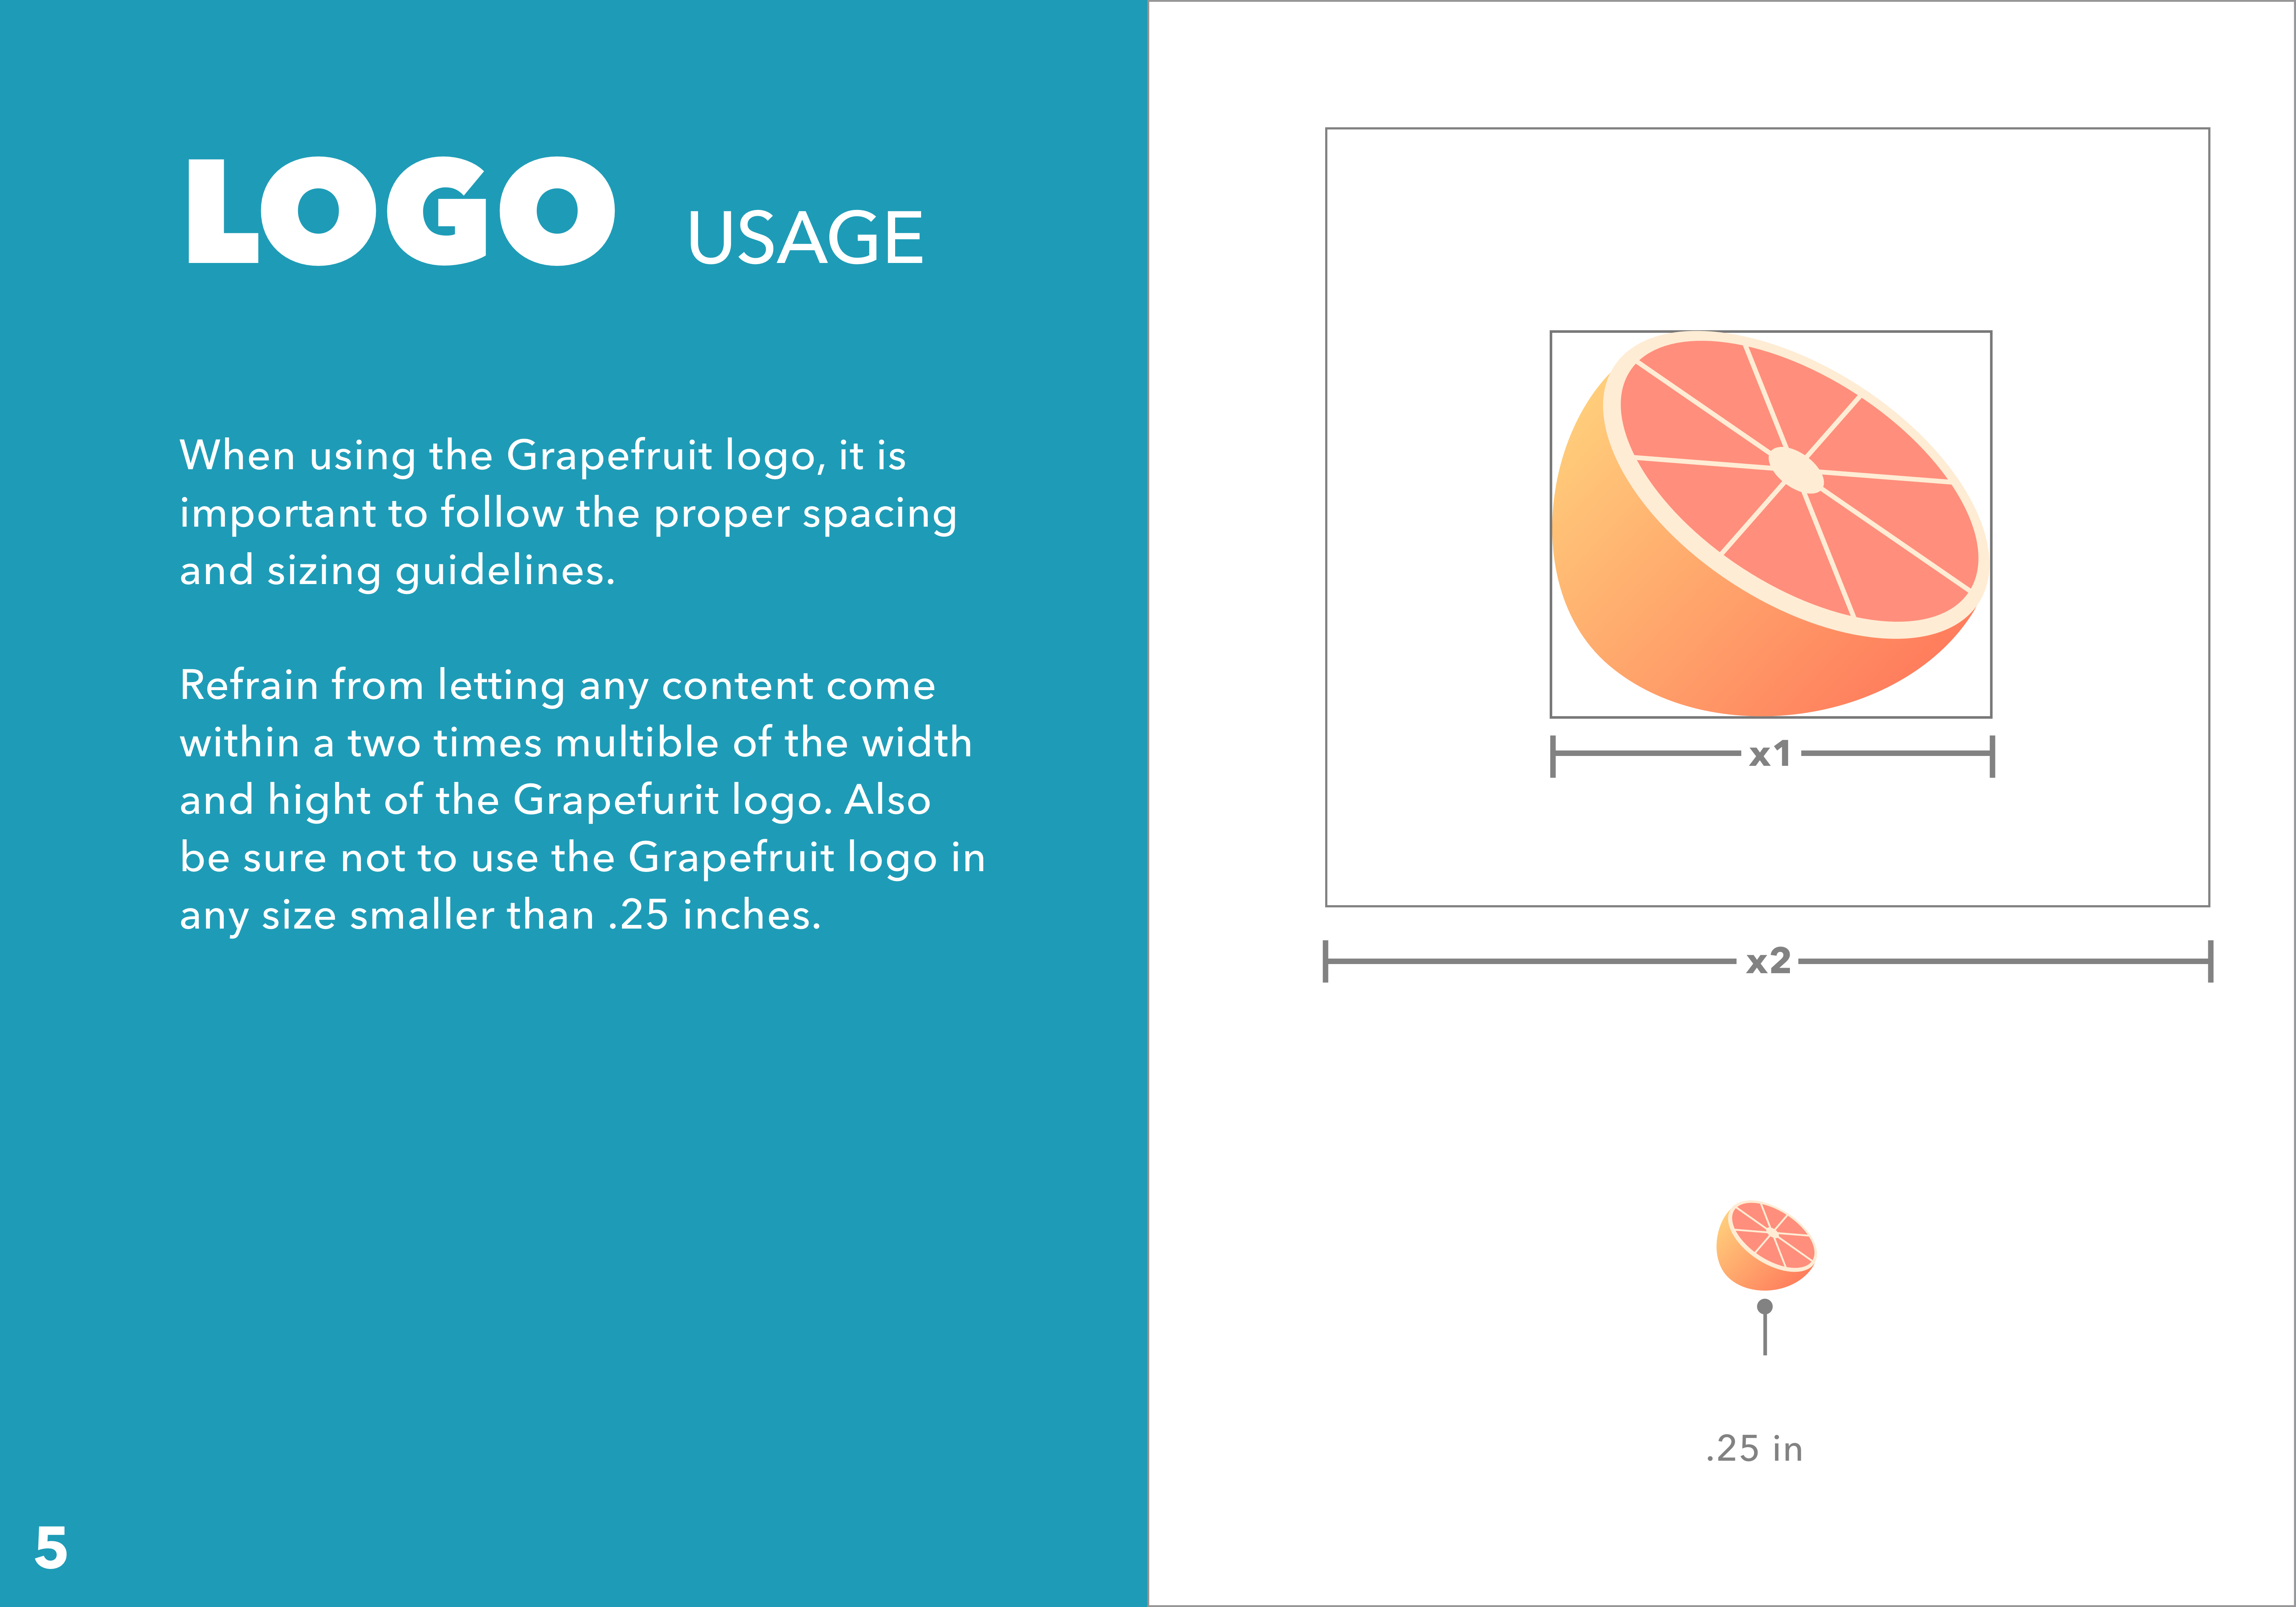 LOGO USAGE
When using the Grapefruit logo, it is
important to follow the proper spacing
and sizing guidelines.
Refrain from letting any content come
within a two times multible of the width
and hight of the Grapefurit logo. Also
be sure not to use the Grapefruit logo in
any size smaller than .25 inches.
5
x1
x2
.25 in